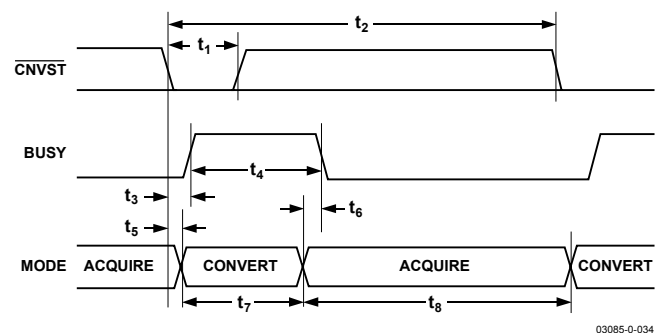 t2
t1
CNVST
BUSY
t4
t3
t6
t5
MODE ACQUIRE CONVERT ACQUIRE CONVERT
t7 t8
03085-0-034